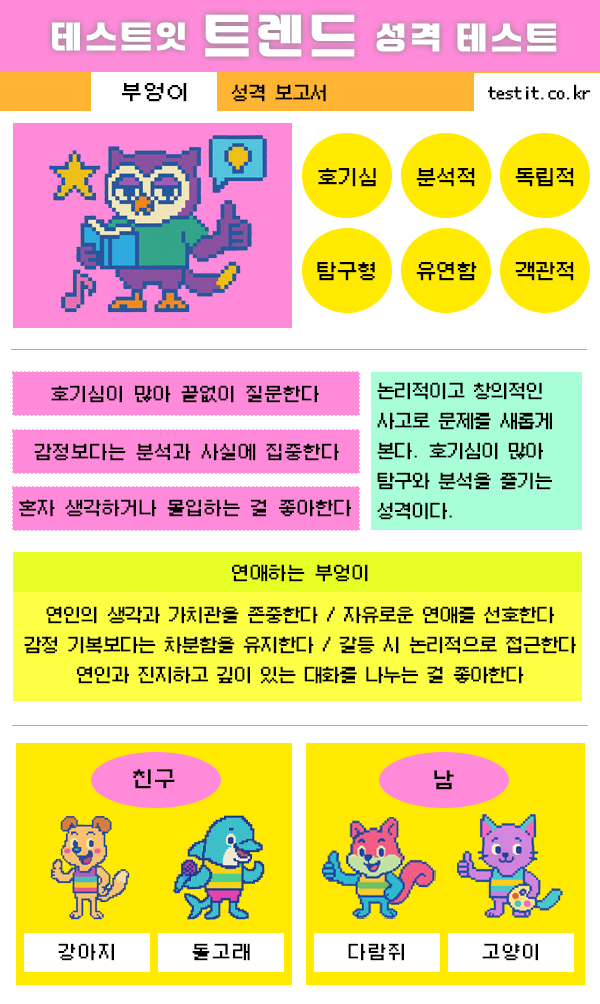 테스트잇 트렌드 성격 테스트
부엉이
성격 보고서
testit.co.kr
호기심
분석적
독립적
탐구형
유연함
객관적
호기심이 많아 끝없이 질문한다
감정보다는 분석과 사실에 집중한다
혼자 생각하거나 몰입하는 걸 좋아한다
논리적이고 창의적인
사고로 문제를 새롭게
본다. 호기심이 많아
탐구와 분석을 즐기는
성격이다.
연애하는 부엉이
연인의 생각과 가치관을 존중한다 / 자유로운 연애를 선호한다
감정 기복보다는 차분함을 유지한다 / 갈등 시 논리적으로 접근한다
연인과 진지하고 깊이 있는 대화를 나누는 걸 좋아한다
친구
강아지
돌고래
남
다람쥐
고양이